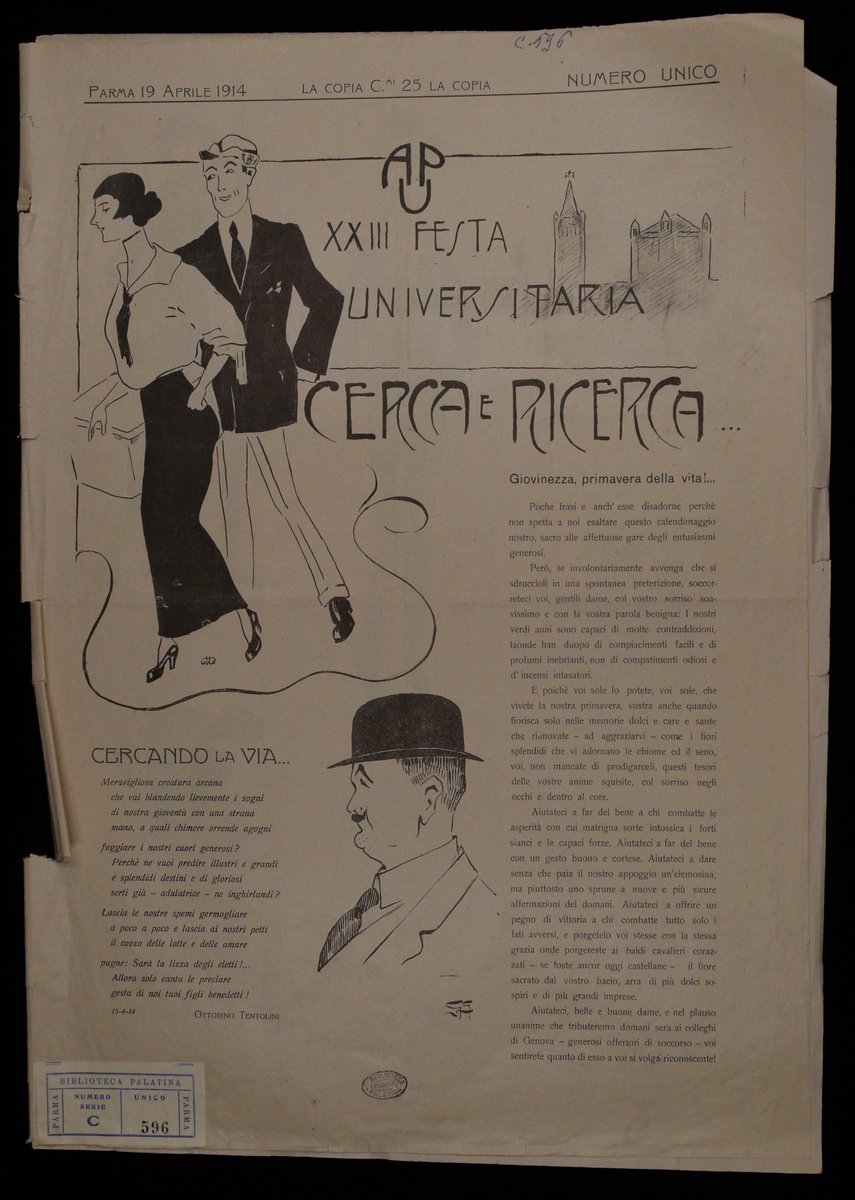 c. 596
PARMA 19 APRILE 1914
LA COPIA C.MI 25 LA COPIA
NUMERO UNICO
APU
XXIII FESTA
UNIVERSITARIA
CERCA E RICERCA...
Giovinezza, primavera della vita!...
Poche frasi e anch' esse disadorne perchè
non spetta a noi esaltare questo calendimaggio
nostro, sacro alle affettuose gare degli entusiasmi
generosi.
Però, se involontariamente avvenga che si
sdruccioli in una spontanea preterizione, soccor-
reteci voi, gentili dame, col vostro sorriso soa-
vissimo e con la vostra parola benigna: I nostri
verdi anni sono capaci di molte contraddizioni,
laonde han duopo di compiacimenti facili e di
profumi inebrianti, non di compatimenti odiosi e
d' incensi intasatori.
E poichè voi sole lo potete, voi sole, che
vivete la nostra primavera, vostra anche quando
fiorisca solo nelle memorie dolci e care e sante
che rinnovate - ad aggraziarvi - come i fiori
splendidi che vi adornano le chiome ed il seno,
voi, non mancate di prodigarceli, questi tesori
delle vostre anime squisite, col sorriso negli
occhi e dentro al core.
Aiutateci a far del bene a chi combatte le
asperità con cui matrigna sorte intossica i forti
slanci e le capaci forze. Aiutateci a far del bene
con un gesto buono e cortese. Aiutateci a dare
senza che paia il nostro appoggio un'elemosina,
ma piuttosto uno sprone a nuove e più sicure
affermazioni del domani. Aiutateci a offrire un
pegno di vittoria a chi combatte tutto solo i
fati avversi, e porgetelo voi stesse con la stessa
grazia onde porgereste ai baldi cavalieri coraz-
zati - se foste ancor oggi castellane - il fiore
sacrato dal vostro bacio, arra di più dolci so-
spiri e di più grandi imprese.
Aiutateci, belle e buone dame, e nel plauso
unanime che tributeremo domani sera ai colleghi
di Genova - generosi offertori di soccorso - voi
sentirete quanto di esso a voi si volga riconoscente!
CERCANDO LA VIA...
Meravigliosa creatura arcana
che vai blandendo lievemente i sogni
di nostra gioventù con una strana
mano, a quali chimere orrende agogni
foggiare i nostri cuori generosi?
Perchè ne vuoi predire illustri e grandi
e splendidi destini e di gloriosi
serti già - adulatrice - ne inghirlandi?
Lascia le nostre spemi germogliare
a poco a poco e lascia ai nostri petti
il cozzo delle lotte e delle amare
pugne: Sarà la lizza degli eletti!...
Allora solo canta le preclare
gesta di noi tuoi figli benedetti!
15-4-14
OTTORINO TENTOLINI
BIBLIOTECA PALATINA
PARMA
NUMERO
SERIE
C
UNICO
596
PARMA
BIBLIOTECA
PALATINA